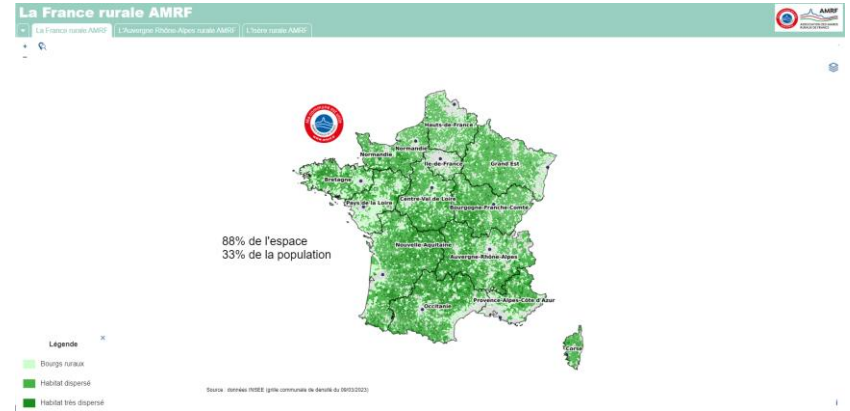 La France rurale AMRF
AMRF
La France rurale AMRF
L'Auvergne Rhône-Alpes rurale AMRF
L'Isère rurale AMRF
Hauts-de-France
Normandie
Normandie
Ile-de-France
Grand Est
Bretagne
Pays de la Loire
Centre-Val de Loire
Bourgogne-Franche-Comté
88% de l'espace
33% de la population
Nouvelle-Aquitaine
Auvergne-Rhône-Alpes
Occitanie
Provence-Alpes-Côte d'Azur
Corse
Légende
Bourgs ruraux
Habitat dispersé
Habitat très dispersé
Source : données INSEE (grille communale de densité du 09/03/2023)